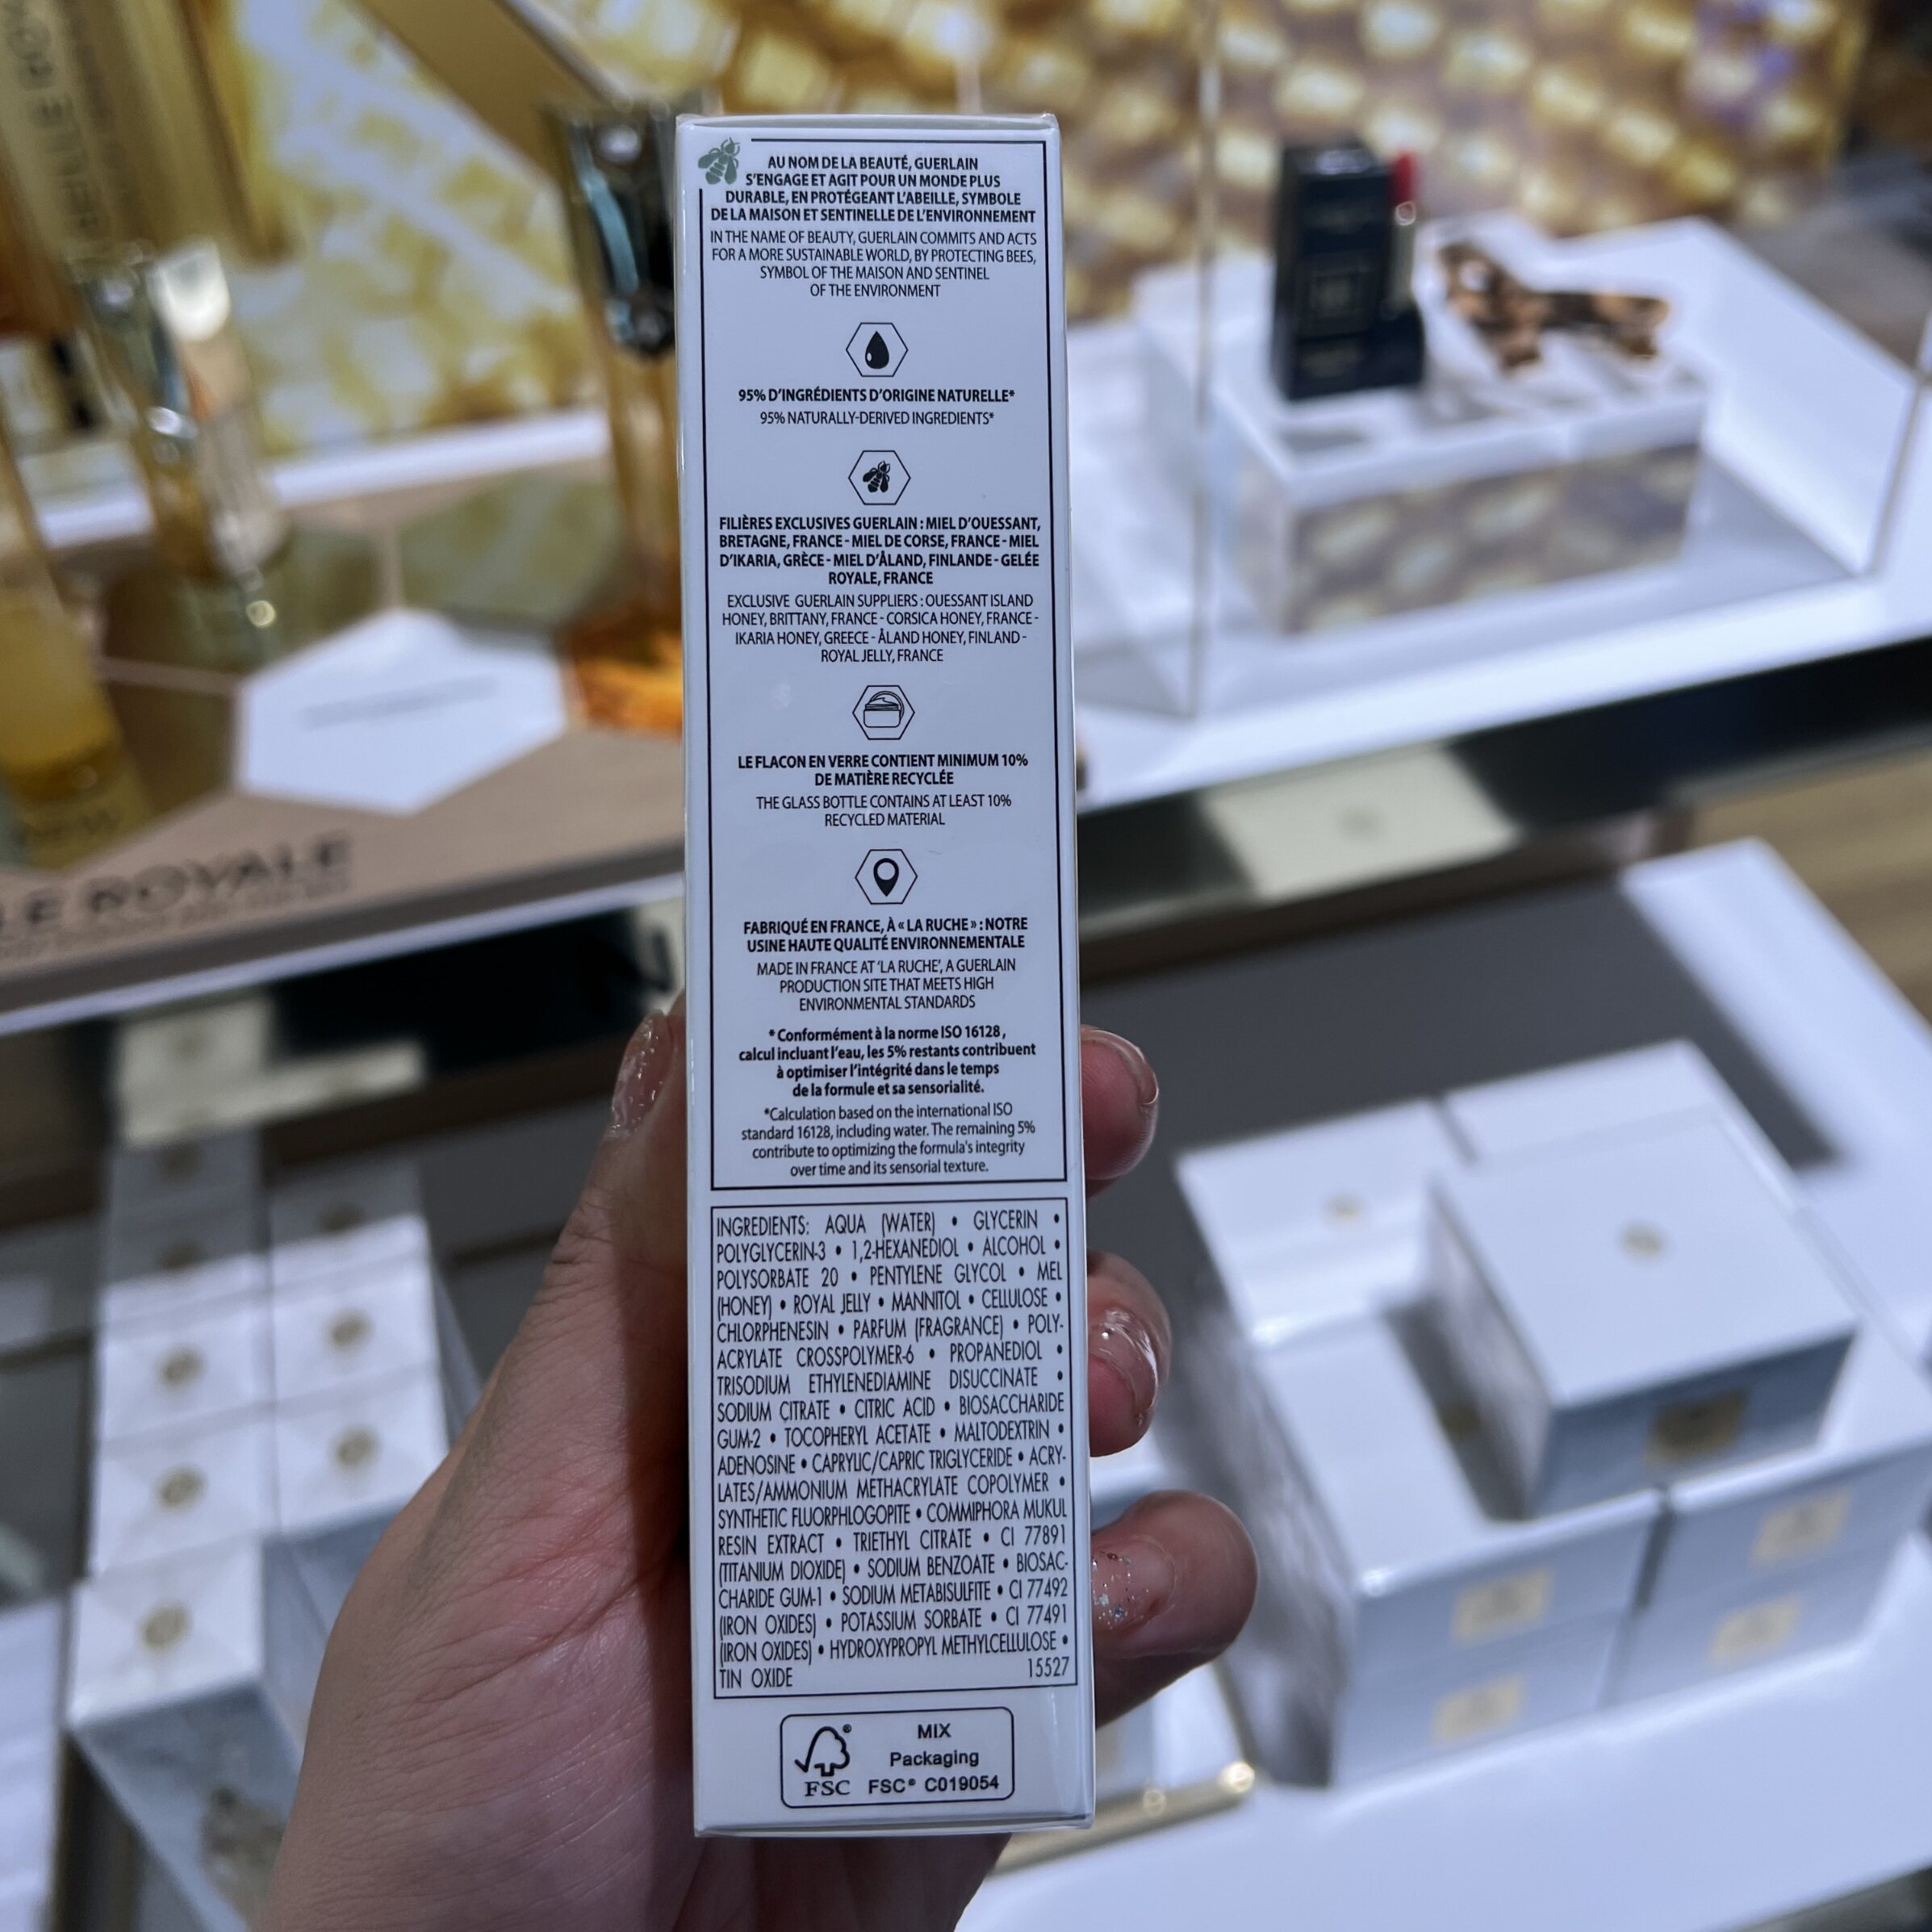 AU NOM DE LA BEAUTÉ, GUERLAIN
S'ENGAGE ET AGIT POUR UN MONDE PLUS
DURABLE, EN PROTÉGEANT L'ABEILLE, SYMBOLE
DE LA MAISON ET SENTINELLE DE L'ENVIRONNEMENT
IN THE NAME OF BEAUTY, GUERLAIN COMMITS AND ACTS
FOR A MORE SUSTAINABLE WORLD, BY PROTECTING BEES,
SYMBOL OF THE MAISON AND SENTINEL
OF THE ENVIRONMENT
95% D'INGRÉDIENTS D'ORIGINE NATURELLE*
95% NATURALLY-DERIVED INGREDIENTS*
FILIÈRES EXCLUSIVES GUERLAIN : MIEL D'OUESSANT,
BRETAGNE, FRANCE - MIEL DE CORSE, FRANCE - MIEL
D'IKARIA, GRÈCE - MIEL D'ÅLAND, FINLANDE - GELÉE
ROYALE, FRANCE
EXCLUSIVE GUERLAIN SUPPLIERS : OUESSANT ISLAND
HONEY, BRITTANY, FRANCE - CORSICA HONEY, FRANCE -
IKARIA HONEY, GREECE - ÅLAND HONEY, FINLAND -
ROYAL JELLY, FRANCE
LE FLACON EN VERRE CONTIENT MINIMUM 10%
DE MATIÈRE RECYCLÉE
THE GLASS BOTTLE CONTAINS AT LEAST 10%
RECYCLED MATERIAL
FABRIQUÉ EN FRANCE, À « LA RUCHE » : NOTRE
USINE HAUTE QUALITÉ ENVIRONNEMENTALE
MADE IN FRANCE AT 'LA RUCHE', A GUERLAIN
PRODUCTION SITE THAT MEETS HIGH
ENVIRONMENTAL STANDARDS
* Conformément à la norme ISO 16128,
calcul incluant l'eau, les 5% restants contribuent
à optimiser l'intégrité dans le temps
de la formule et sa sensorialité.
*Calculation based on the international ISO
standard 16128, including water. The remaining 5%
contribute to optimizing the formula's integrity
over time and its sensorial texture.
INGREDIENTS: AQUA (WATER) • GLYCERIN •
POLYGLYCERIN-3 • 1,2-HEXANEDIOL • ALCOHOL •
POLYSORBATE 20 • PENTYLENE GLYCOL • MEL
(HONEY) • ROYAL JELLY • MANNITOL • CELLULOSE •
CHLORPHENESIN • PARFUM (FRAGRANCE) • POLY-
ACRYLATE CROSSPOLYMER-6 • PROPANEDIOL •
TRISODIUM ETHYLENEDIAMINE DISUCCINATE •
SODIUM CITRATE • CITRIC ACID • BIOSACCHARIDE
GUM-2 • TOCOPHERYL ACETATE • MALTODEXTRIN •
ADENOSINE • CAPRYLIC/CAPRIC TRIGLYCERIDE • ACRY-
LATES/AMMONIUM METHACRYLATE COPOLYMER •
SYNTHETIC FLUORPHLOGOPITE • COMMIPHORA MUKUL
RESIN EXTRACT • TRIETHYL CITRATE • CI 77891
(TITANIUM DIOXIDE) • SODIUM BENZOATE • BIOSAC-
CHARIDE GUM-1 • SODIUM METABISULFITE • CI 77492
(IRON OXIDES) • POTASSIUM SORBATE • CI 77491
(IRON OXIDES) • HYDROXYPROPYL METHYLCELLULOSE •
TIN OXIDE 15527
FSC®
MIX
Packaging
FSC® C019054
ROYALE